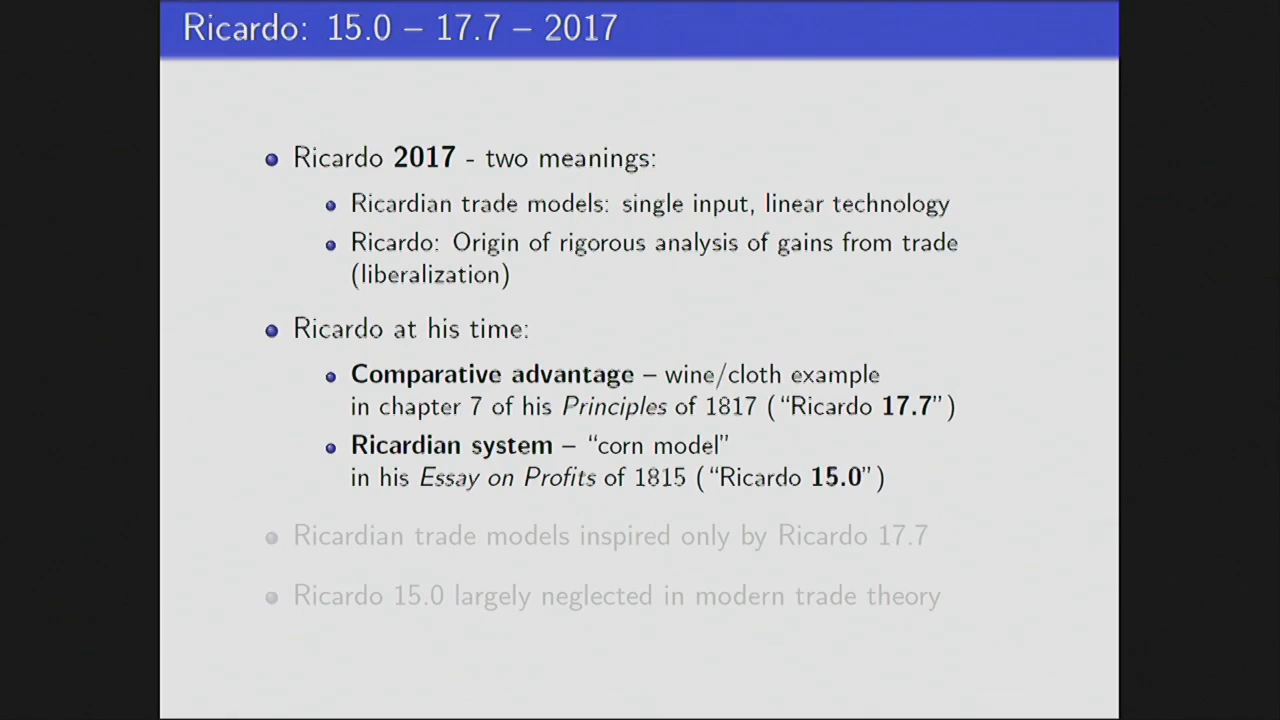 Ricardo: 15.0 – 17.7 – 2017
Ricardo 2017 - two meanings:
Ricardian trade models: single input, linear technology
Ricardo: Origin of rigorous analysis of gains from trade
(liberalization)
Ricardo at his time:
Comparative advantage – wine/cloth example
in chapter 7 of his Principles of 1817 (“Ricardo 17.7”)
Ricardian system – “corn model”
in his Essay on Profits of 1815 (“Ricardo 15.0”)
Ricardian trade models inspired only by Ricardo 17.7
Ricardo 15.0 largely neglected in modern trade theory